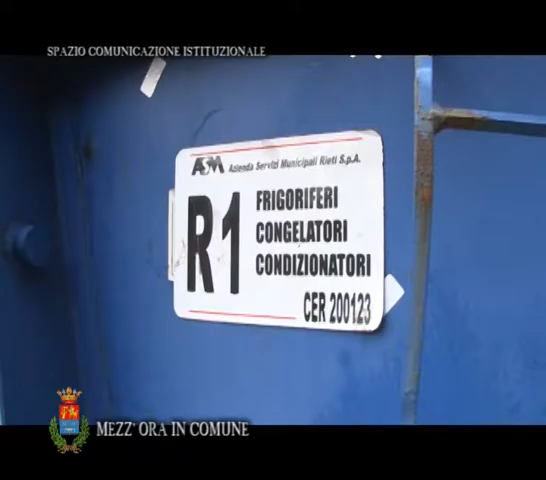 SPAZIO COMUNICAZIONE ISTITUZIONALE
ASM Azienda Servizi Municipali Rieti S.p.A.
R1
FRIGORIFERI
CONGELATORI
CONDIZIONATORI
CER 200123
MEZZ' ORA IN COMUNE